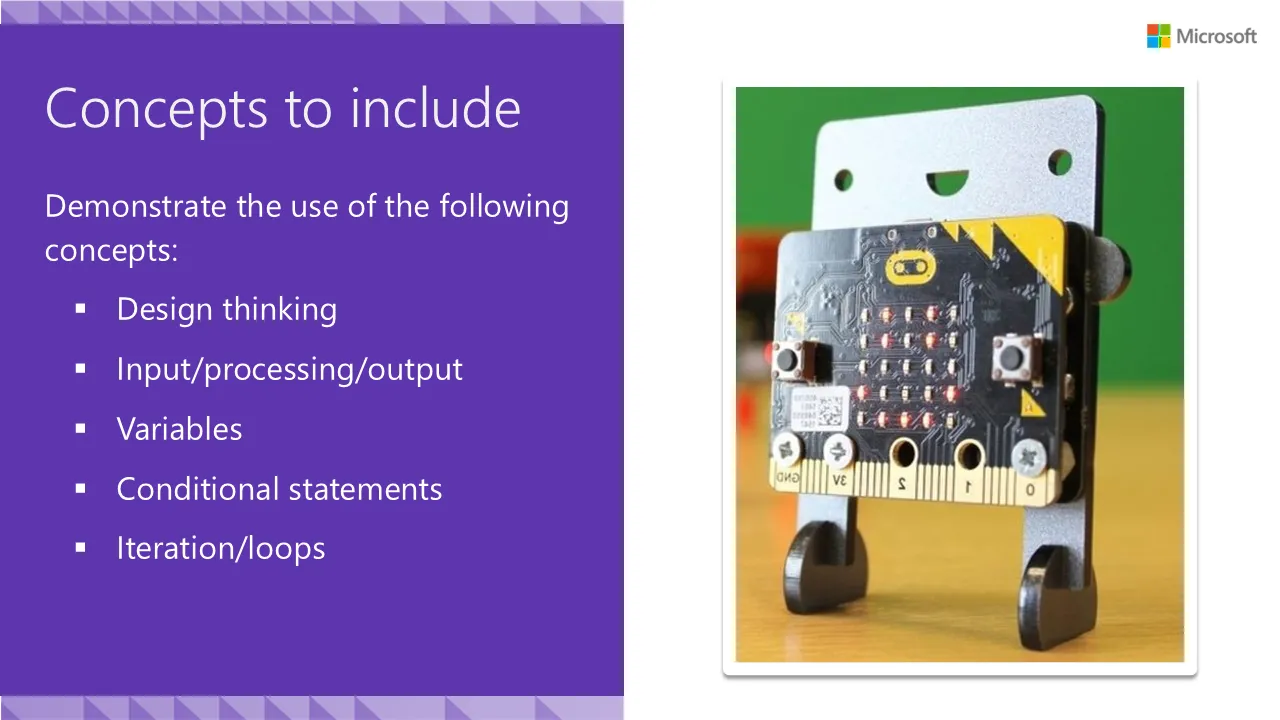 Microsoft
Concepts to include
Demonstrate the use of the following
concepts:
▪ Design thinking
▪ Input/processing/output
▪ Variables
▪ Conditional statements
▪ Iteration/loops
GND
3V
2
1
0